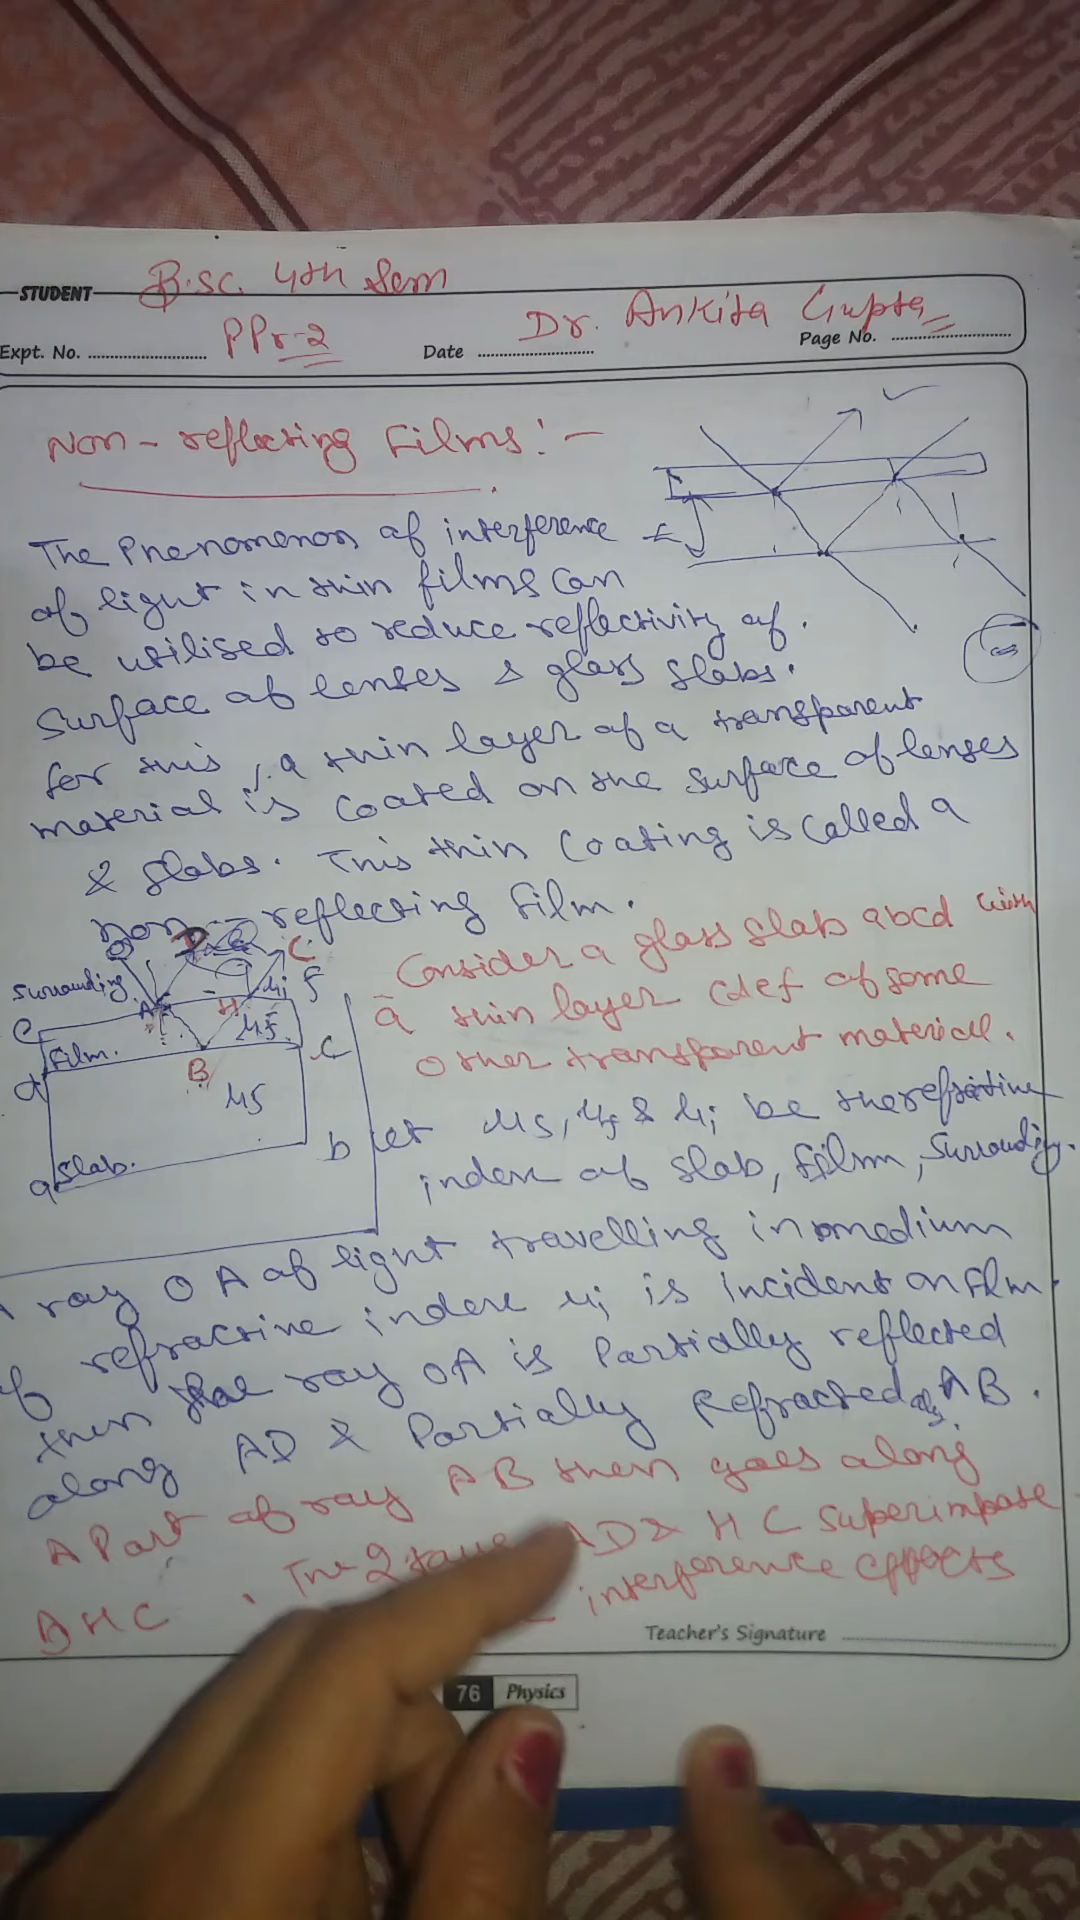 B.Sc. 4th Sem
STUDENT
PPr-2
Dr. Ankita Gupta
Expt. No. Date Page No.
Non-reflecting Films:-
The Phenomenon of interference
of light in thin films can
be utilised to reduce reflectivity of
surface of lenses & glass slabs.
for this, a thin layer of a transparent
material is coated on the surface of lenses
& slabs. This thin coating is called a
non-reflecting film.
t
D C
Surrounding A H μi f
e film. μf c
d B
μs
a slab. b
Consider a glass slab abcd with
a thin layer cdef of some
other transparent material.
let μs, μf & μi be the refractive
index of slab, film, surrounding.
A ray OA of light travelling in medium
of refractive index μi is incident on film.
then the ray OA is Partially reflected
along AD & Partially Refracted as AB.
A Part of ray AB then goes along
BHC. The 2 AD & HC superimpose
interference effects
Teacher's Signature
76 Physics